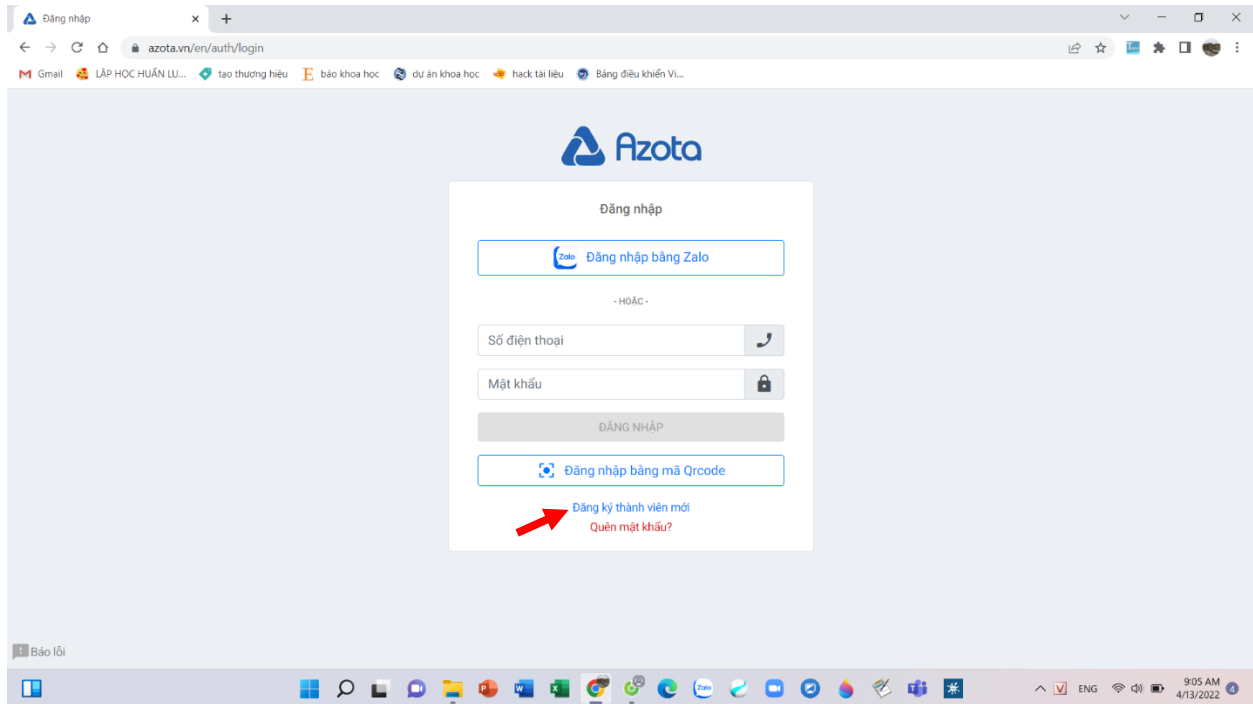 Đăng nhập
azota.vn/en/auth/login
Gmail LỚP HỌC HUẤN LU... tạo thương hiệu báo khoa học dự án khoa học hack tài liệu Bảng điều khiển Vi...
Azota
Đăng nhập
Zalo Đăng nhập bằng Zalo
- HOẶC -
Số điện thoại
Mật khẩu
ĐĂNG NHẬP
Đăng nhập bằng mã Qrcode
Đăng ký thành viên mới
Quên mật khẩu?
Báo lỗi
ENG
9:05 AM
4/13/2022